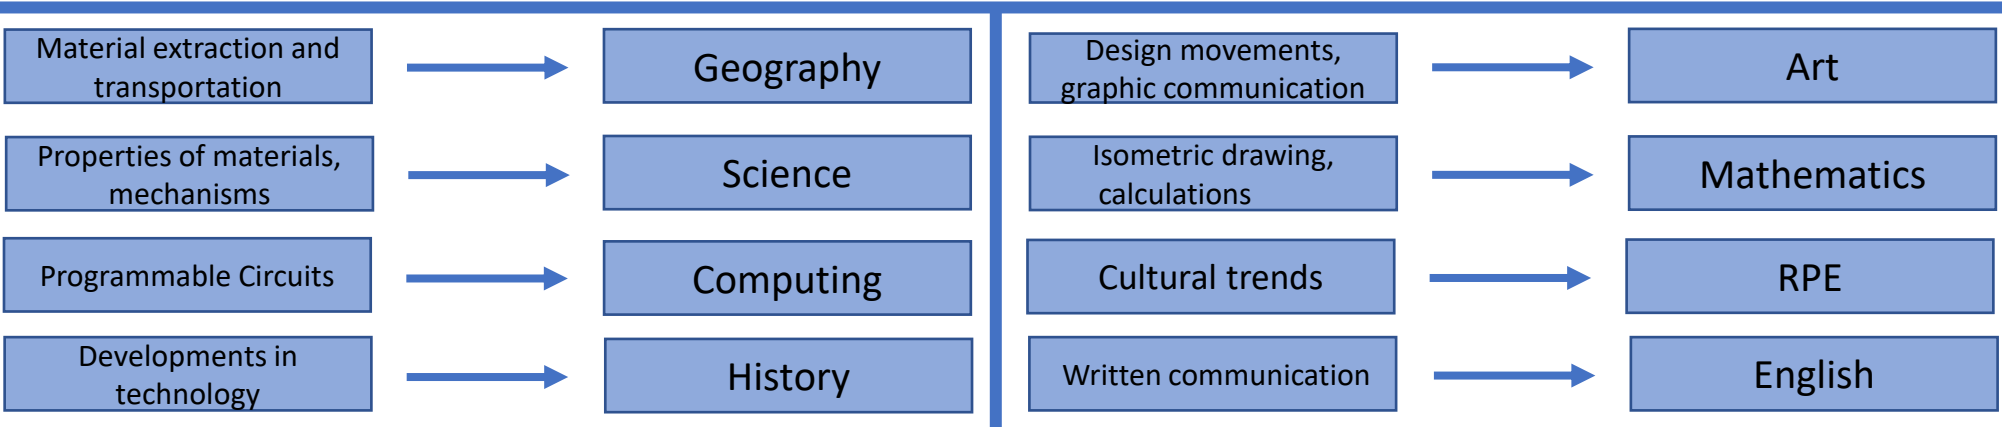 Material extraction and
transportation
Geography
Properties of materials,
mechanisms
Science
Programmable Circuits
Computing
Developments in
technology
History
Design movements,
graphic communication
Art
Isometric drawing,
calculations
Mathematics
Cultural trends
RPE
Written communication
English